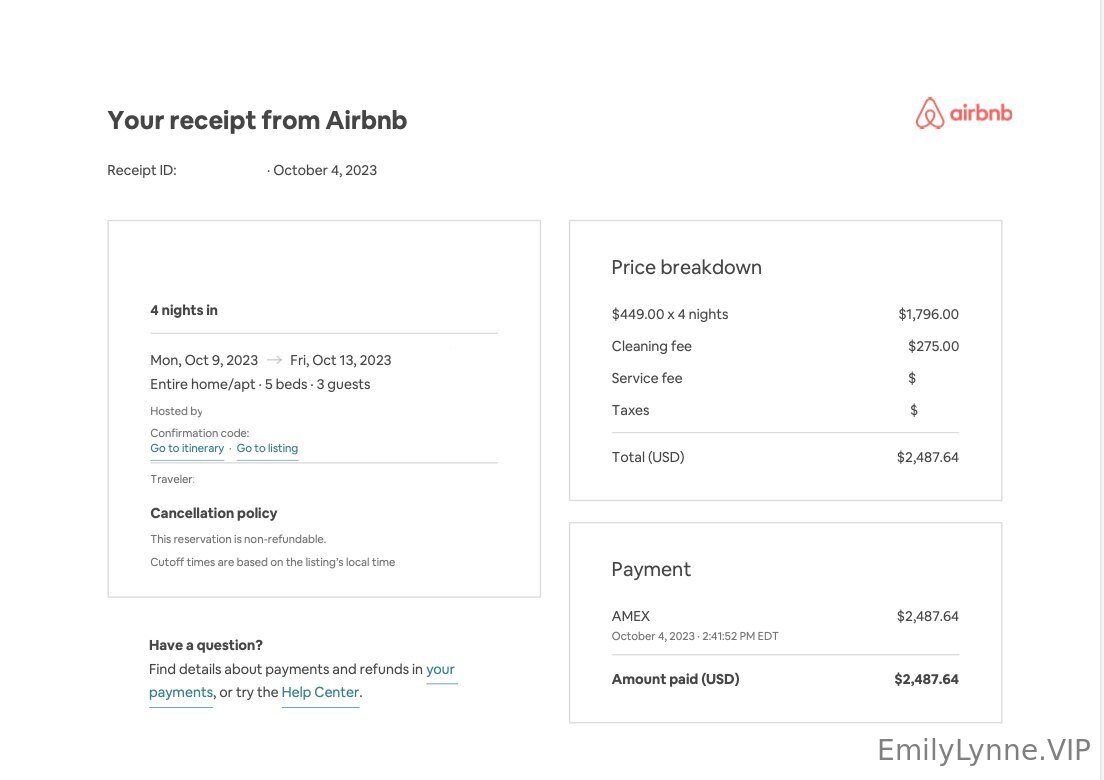 Your receipt from Airbnb
airbnb
Receipt ID: · October 4, 2023
4 nights in
Mon, Oct 9, 2023 → Fri, Oct 13, 2023
Entire home/apt · 5 beds · 3 guests
Hosted by
Confirmation code:
Go to itinerary · Go to listing
Traveler:
Cancellation policy
This reservation is non-refundable.
Cutoff times are based on the listing's local time
Have a question?
Find details about payments and refunds in your
payments, or try the Help Center.
Price breakdown
$449.00 x 4 nights $1,796.00
Cleaning fee $275.00
Service fee $
Taxes $
Total (USD) $2,487.64
Payment
AMEX $2,487.64
October 4, 2023 · 2:41:52 PM EDT
Amount paid (USD) $2,487.64
EmilyLynne.VIP